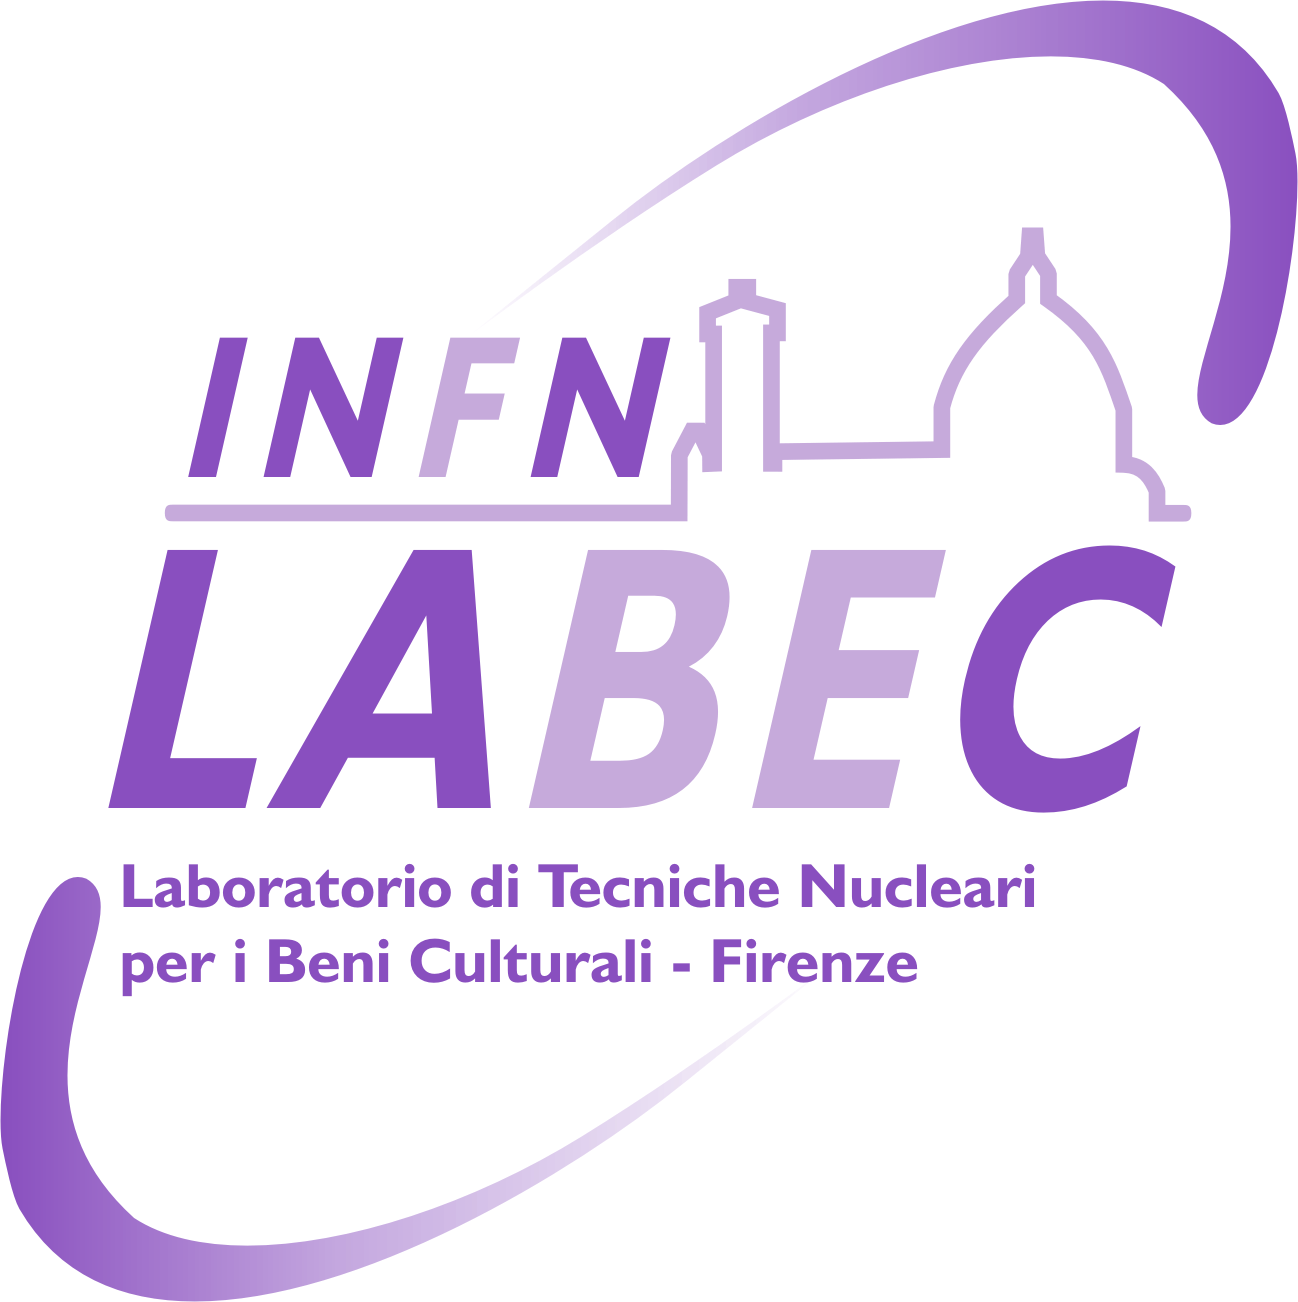 INFN
LABEC
Laboratorio di Tecniche Nucleari
per i Beni Culturali - Firenze